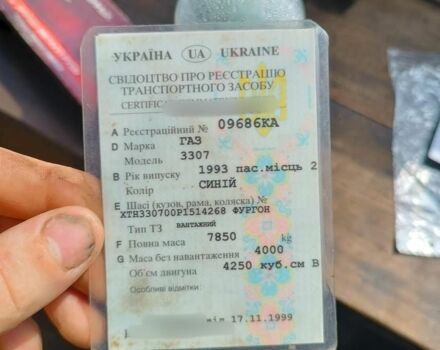 УКРАЇНА UA UKRAINE
СВІДОЦТВО ПРО РЕЄСТРАЦІЮ
ТРАНСПОРТНОГО ЗАСОБУ
A Реєстраційний № 09686КА
D Марка ГАЗ
Модель 3307
B Рік випуску 1993 пас.місць 2
Колір СИНІЙ
E Шасі (кузов, рама, коляска) №
XTH330700P1514268 ФУРГОН
Тип ТЗ ВАНТАЖНИЙ
F Повна маса 7850 kg
G Маса без навантаження 4000
Об'єм двигуна 4250 куб.см B
Особливі відмітки:
17.11.1999